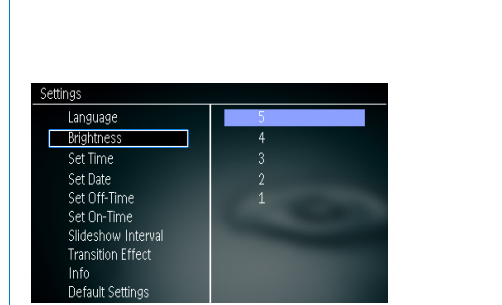 Settings
Language
Brightness
Set Time
Set Date
Set Off-Time
Set On-Time
Slideshow Interval
Transition Effect
Info
Default Settings
5
4
3
2
1